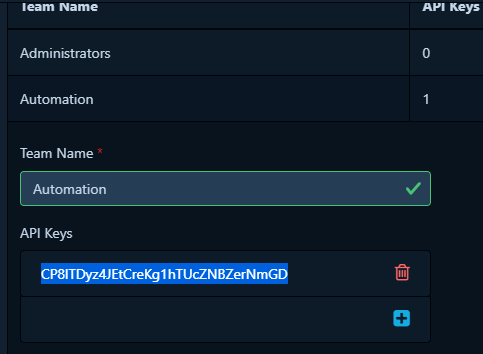 Team Name API Keys
Administrators 0
Automation 1
Team Name *
Automation
API Keys
CP8ITDyz4JEtCreKg1hTUcZNBZerNmGD